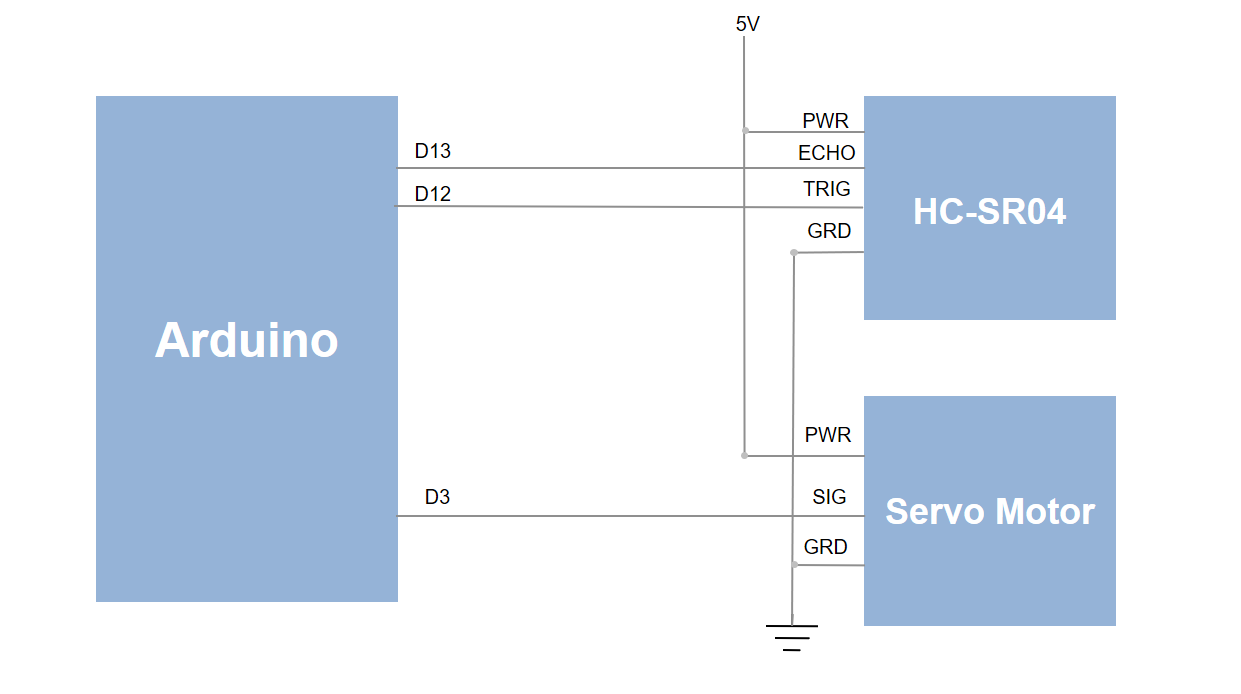 5V
PWR
D13
ECHO
D12
TRIG
HC-SR04
GRD
Arduino
PWR
D3
SIG
Servo Motor
GRD